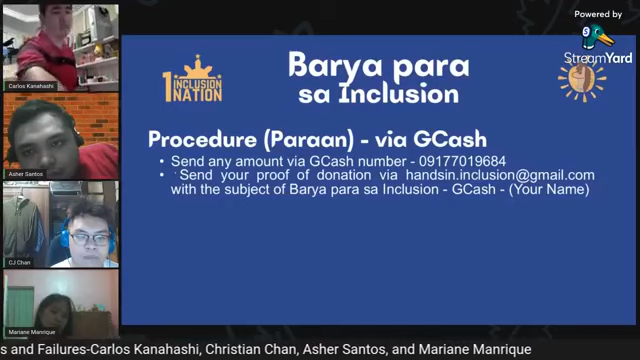 Powered by
StreamYard
Carlos Kanahashi
Asher Santos
CJ Chan
Mariane Manrique
1 INCLUSION
NATION
Barya para
sa Inclusion
Procedure (Paraan) - via GCash
• Send any amount via GCash number - 09177019684
• Send your proof of donation via handsin.inclusion@gmail.com
with the subject of Barya para sa Inclusion - GCash - (Your Name)
s and Failures-Carlos Kanahashi, Christian Chan, Asher Santos, and Mariane Manrique